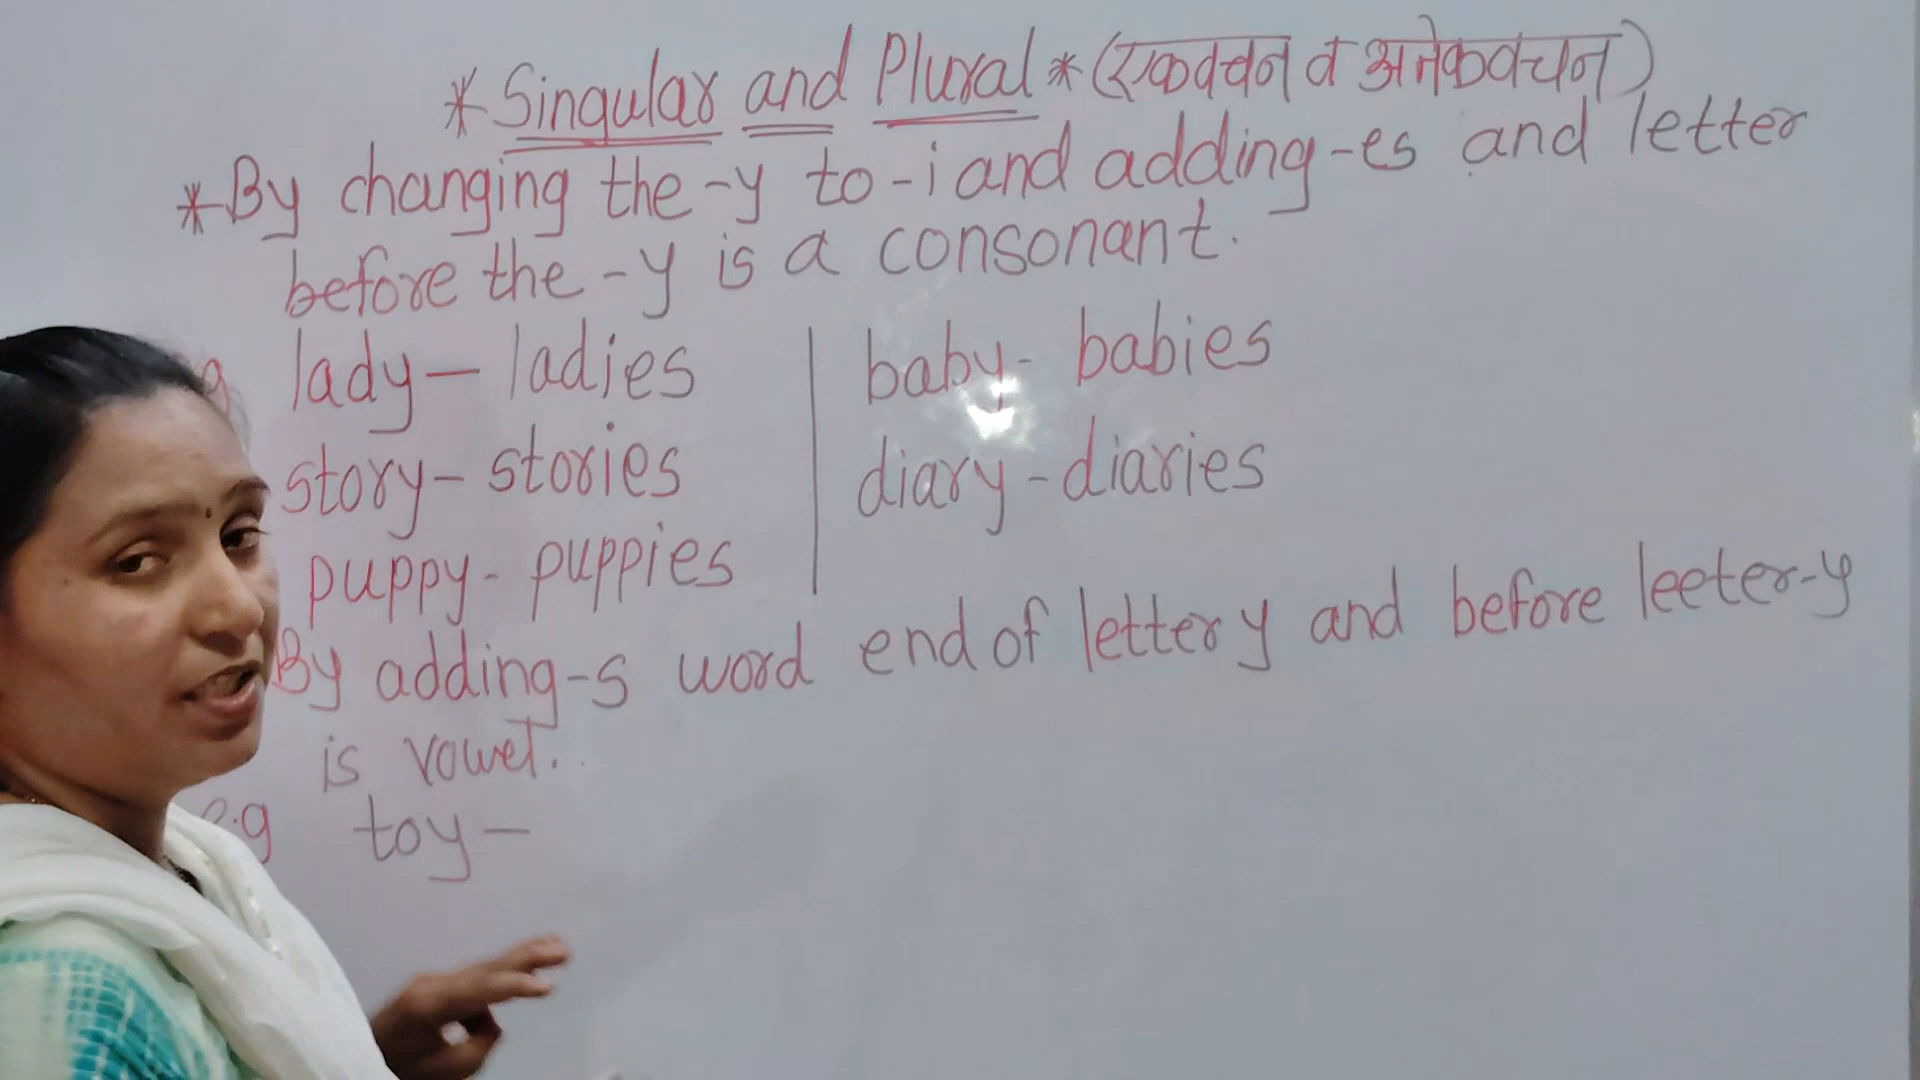 * Singular and Plural * (एकवचन व अनेकवचन)
* By changing the -y to -i and adding -es and letter
before the -y is a consonant.
g lady — ladies | baby - babies
story - stories | diary - diaries
puppy - puppies
By adding -s word end of letter y and before leeter -y
is vowel.
e.g toy —